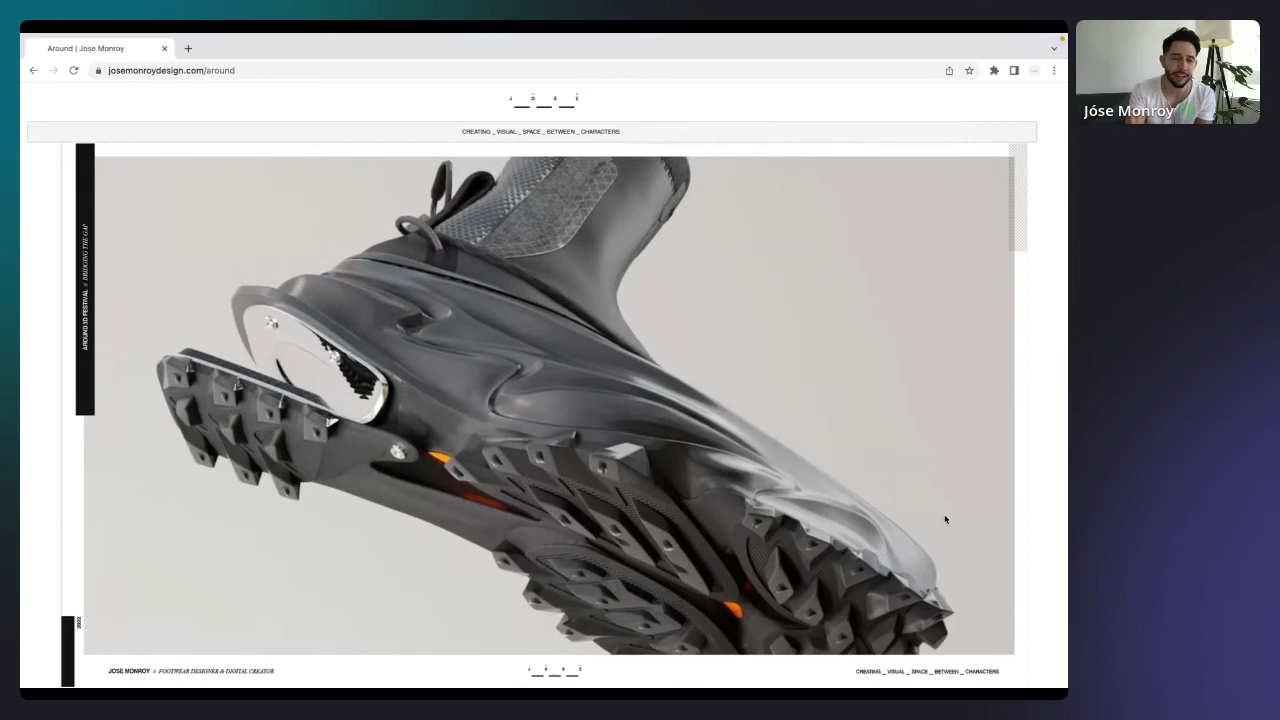 Around | Jose Monroy
josemonroydesign.com/around
J O S E
CREATING _ VISUAL _ SPACE _ BETWEEN _ CHARACTERS
AROUND 3D FESTIVAL // BRIDGING THE GAP
2022
JOSE MONROY // FOOTWEAR DESIGNER & DIGITAL CREATOR
J O S E
CREATING _ VISUAL _ SPACE _ BETWEEN _ CHARACTERS
Jóse Monroy